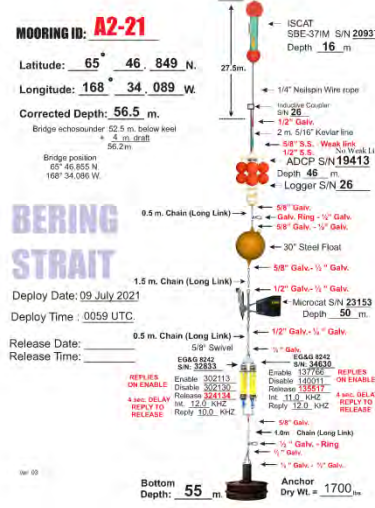 MOORING ID: A2-21
Latitude: 65° 46 . 849 N.
Longitude: 168° 34 . 089 W.
Corrected Depth: 56.5 m.
Bridge echosounder 52.5 m. below keel
+ 4 m. draft
56.2m
Bridge position
65° 46.855 N.
168° 34.086 W.
BERING
STRAIT
Deploy Date: 09 July 2021
Deploy Time : 0059 UTC.
Release Date:
Release Time:
ISCAT
SBE-37IM S/N 20937
Depth 16 m
27.5m.
1/4" Neilspin Wire rope
Inductive Coupler
S/N 26
1/2" Galv.
2 m. 5/16" Kevlar line
5/8" S.S. - Weak link
1/2" S.S. No Weak Li
ADCP S/N 19413
Depth 46 m.
Logger S/N 26
5/8" Galv.
0.5 m. Chain (Long Link)
Galv. Ring - ½" Galv.
5/8" Galv. - ½" Galv.
30" Steel Float
5/8" Galv. - ½ " Galv.
1.5 m. Chain (Long Link)
1/2" Galv. - ½ " Galv.
Microcat S/N 23153
Depth 50 m.
1/2" Galv. - ½ " Galv.
0.5 m. Chain (Long Link)
5/8" Swivel
" Galv.
EG&G 8242
S/N: 32833
REPLIES
ON ENABLE
Enable 302113
Disable 302130
Release 324134
Int. 12.0 KHZ
Reply 10.0 KHZ
4 sec. DELAY
REPLY TO
RELEASE
EG&G 8242
S/N: 34630
Enable 137766
Disable 140011
Release 135517
Int. 11.0 KHZ
Reply 12.0 KHZ
REPLIES
ON ENABLE
4 sec. DELA
REPLY TO
RELEASE
5/8" Galv.
1.0m Chain (Long Link)
½ " Galv. - Ring
" Galv.
" Galv. - ½" Galv.
Ver 03
Bottom
Depth: 55 m.
Anchor
Dry Wt. = 1700 lbs